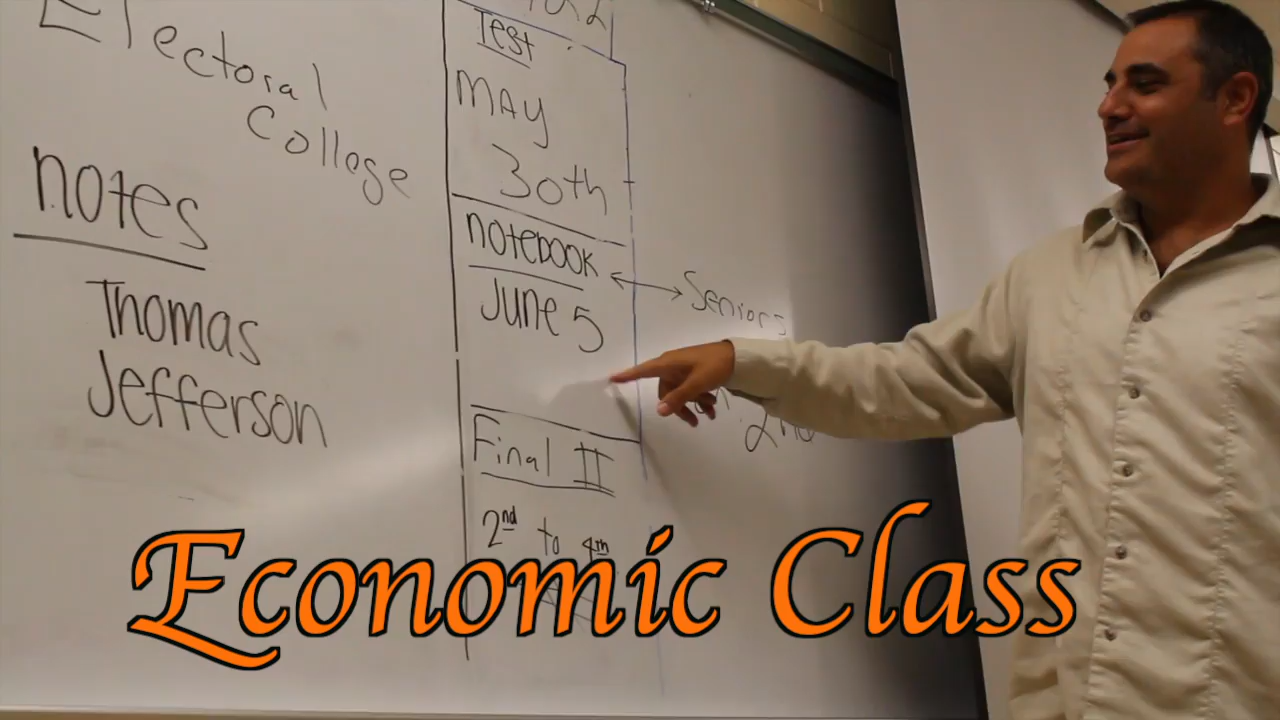 Electoral
College
notes
Thomas
Jefferson
Test
MAY
30th
notebook
June 5
Seniors
2nd
Final II
2nd to 4th
Economic Class